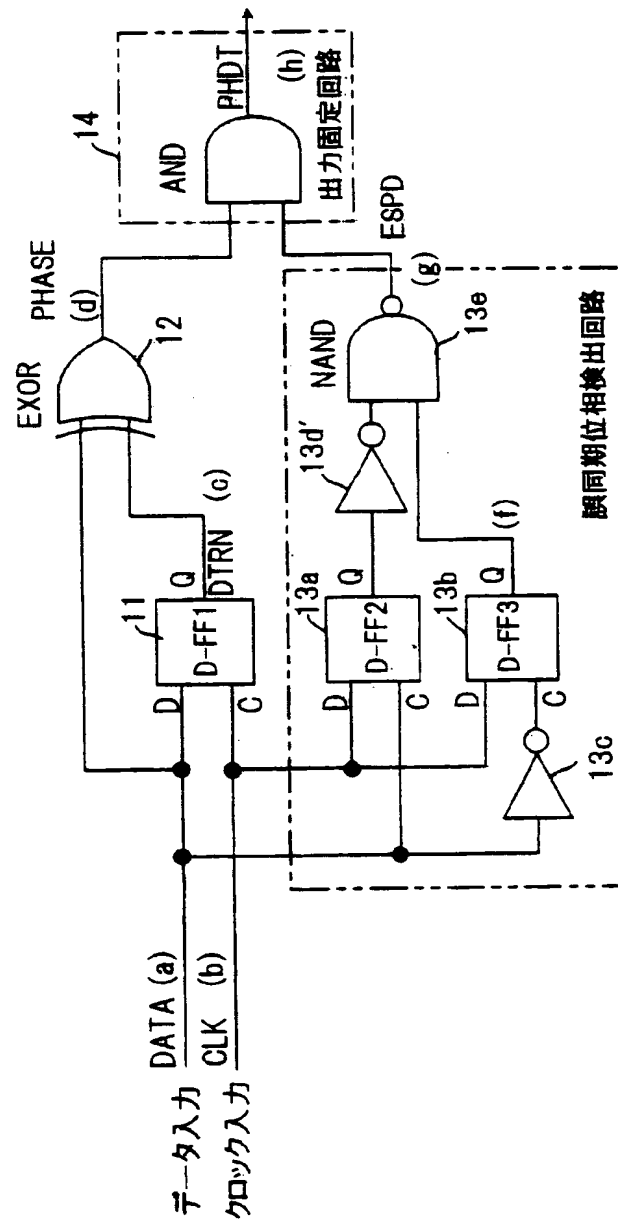 データ入力 DATA (a)
クロック入力 CLK (b)
EXOR
12
PHASE
(d)
11
D
C
D-FF1
Q
DTRN
(c)
14
AND
PHDT
(h)
出力固定回路
13a
D
C
D-FF2
Q
13d′
NAND
13e
ESPD
(g)
13b
D
C
D-FF3
Q
(f)
13c
誤同期位相検出回路